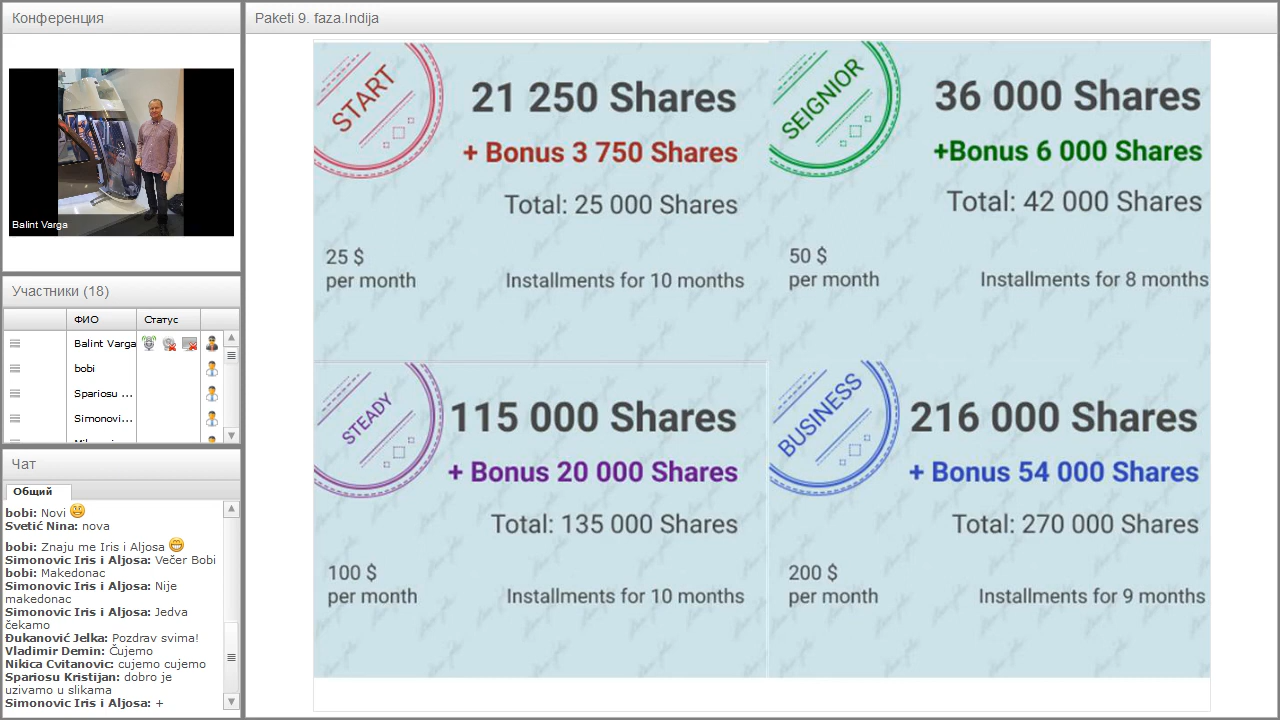 Конференция
Balint Varga
Участники (18)
ФИО
Статус
Balint Varga
bobi
Spariosu ...
Simonovi...
Чат
Общий
bobi: Novi
Svetić Nina: nova
bobi: Znaju me Iris i Aljosa
Simonovic Iris i Aljosa: Večer Bobi
bobi: Makedonac
Simonovic Iris i Aljosa: Nije
makedonac
Simonovic Iris i Aljosa: Jedva
čekamo
Đukanović Jelka: Pozdrav svima!
Vladimir Demin: Čujemo
Nikica Cvitanovic: cujemo cujemo
Spariosu Kristijan: dobro je
uzivamo u slikama
Simonovic Iris i Aljosa: +
Paketi 9. faza.Indija
START
21 250 Shares
+ Bonus 3 750 Shares
Total: 25 000 Shares
25 $
per month
Installments for 10 months
SEIGNIOR
36 000 Shares
+Bonus 6 000 Shares
Total: 42 000 Shares
50 $
per month
Installments for 8 months
STEADY
115 000 Shares
+ Bonus 20 000 Shares
Total: 135 000 Shares
100 $
per month
Installments for 10 months
BUSINESS
216 000 Shares
+ Bonus 54 000 Shares
Total: 270 000 Shares
200 $
per month
Installments for 9 months